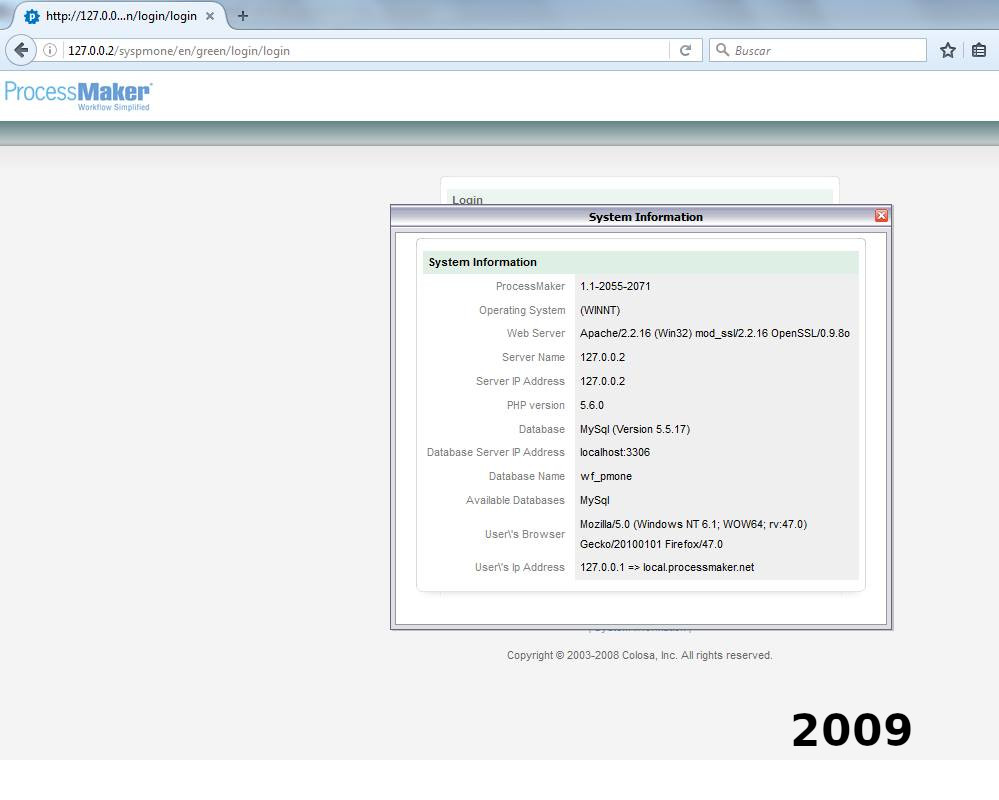 http://127.0.0...n/login/login
127.0.0.2/syspmone/en/green/login/login
Buscar
ProcessMaker
Workflow Simplified
Login
System Information
System Information
ProcessMaker 1.1-2055-2071
Operating System (WINNT)
Web Server Apache/2.2.16 (Win32) mod_ssl/2.2.16 OpenSSL/0.9.8o
Server Name 127.0.0.2
Server IP Address 127.0.0.2
PHP version 5.6.0
Database MySql (Version 5.5.17)
Database Server IP Address localhost:3306
Database Name wf_pmone
Available Databases MySql
User\'s Browser Mozilla/5.0 (Windows NT 6.1; WOW64; rv:47.0)
Gecko/20100101 Firefox/47.0
User\'s Ip Address 127.0.0.1 => local.processmaker.net
Copyright © 2003-2008 Colosa, Inc. All rights reserved.
2009